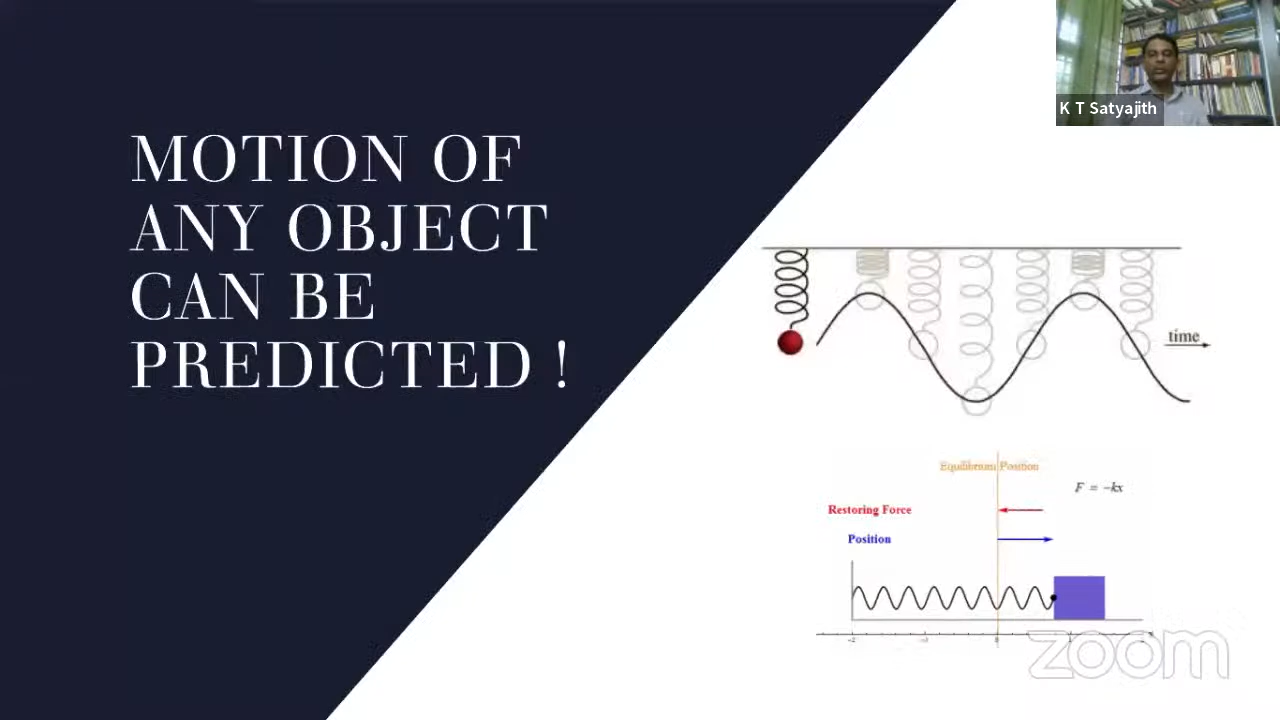 K T Satyajith
MOTION OF
ANY OBJECT
CAN BE
PREDICTED !
time
Equilibrium Position
F = -kx
Restoring Force
Position
zoom